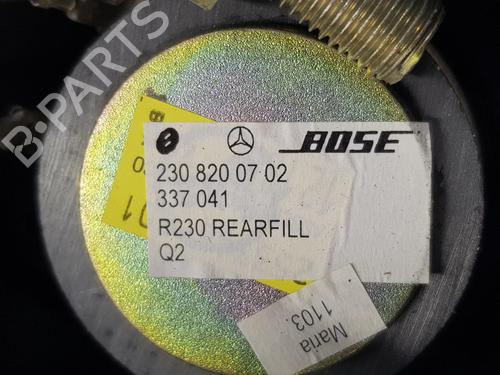 BOSE
230 820 07 02
337 041
R230 REARFILL
Q2
Maria
1103.
B-PARTS